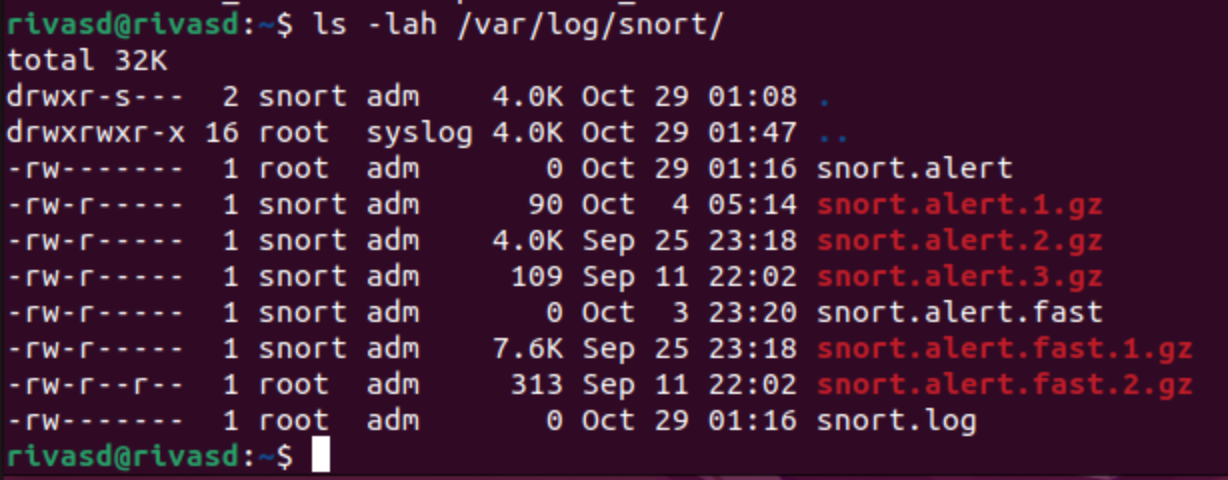 rivasd@rivasd:~$ ls -lah /var/log/snort/
total 32K
drwxr-s---  2 snort adm    4.0K Oct 29 01:08 .
drwxrwxr-x 16 root  syslog 4.0K Oct 29 01:47 ..
-rw-------  1 root  adm       0 Oct 29 01:16 snort.alert
-rw-r-----  1 snort adm      90 Oct  4 05:14 snort.alert.1.gz
-rw-r-----  1 snort adm    4.0K Sep 25 23:18 snort.alert.2.gz
-rw-r-----  1 snort adm     109 Sep 11 22:02 snort.alert.3.gz
-rw-r-----  1 snort adm       0 Oct  3 23:20 snort.alert.fast
-rw-r-----  1 snort adm    7.6K Sep 25 23:18 snort.alert.fast.1.gz
-rw-r--r--  1 root  adm     313 Sep 11 22:02 snort.alert.fast.2.gz
-rw-------  1 root  adm       0 Oct 29 01:16 snort.log
rivasd@rivasd:~$